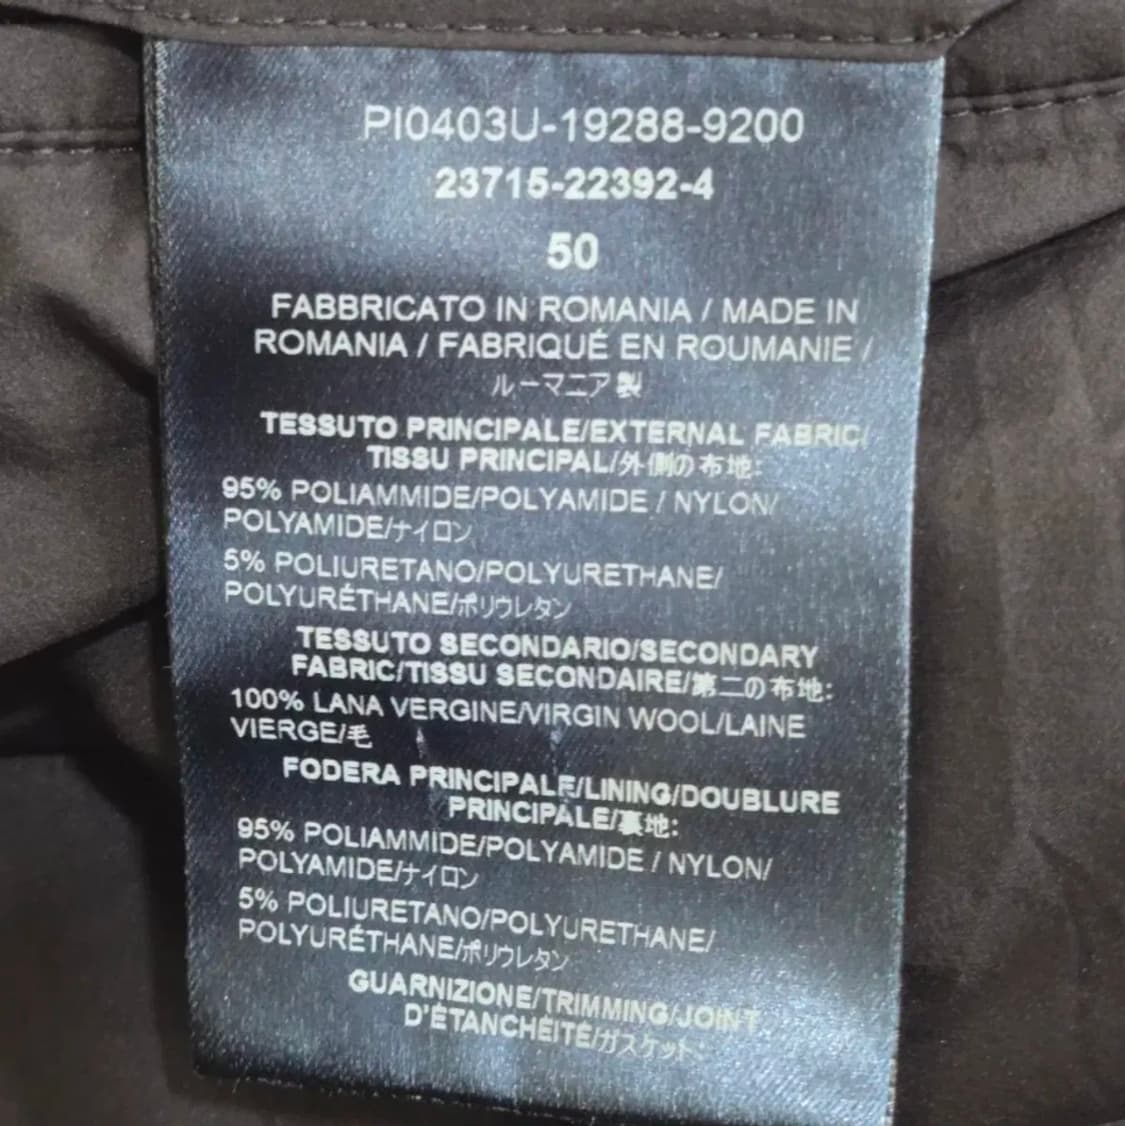 PI0403U-19288-9200
23715-22392-4
50
FABBRICATO IN ROMANIA / MADE IN
ROMANIA / FABRIQUÉ EN ROUMANIE /
ルーマニア製
TESSUTO PRINCIPALE/EXTERNAL FABRIC/
TISSU PRINCIPAL/外側の布地:
95% POLIAMMIDE/POLYAMIDE / NYLON/
POLYAMIDE/ナイロン
5% POLIURETANO/POLYURETHANE/
POLYURÉTHANE/ポリウレタン
TESSUTO SECONDARIO/SECONDARY
FABRIC/TISSU SECONDAIRE/第二の布地:
100% LANA VERGINE/VIRGIN WOOL/LAINE
VIERGE/毛
FODERA PRINCIPALE/LINING/DOUBLURE
PRINCIPALE/裏地:
95% POLIAMMIDE/POLYAMIDE / NYLON/
POLYAMIDE/ナイロン
5% POLIURETANO/POLYURETHANE/
POLYURÉTHANE/ポリウレタン
GUARNIZIONE/TRIMMING/JOINT
D'ÉTANCHÉITÉ/ガスケット: